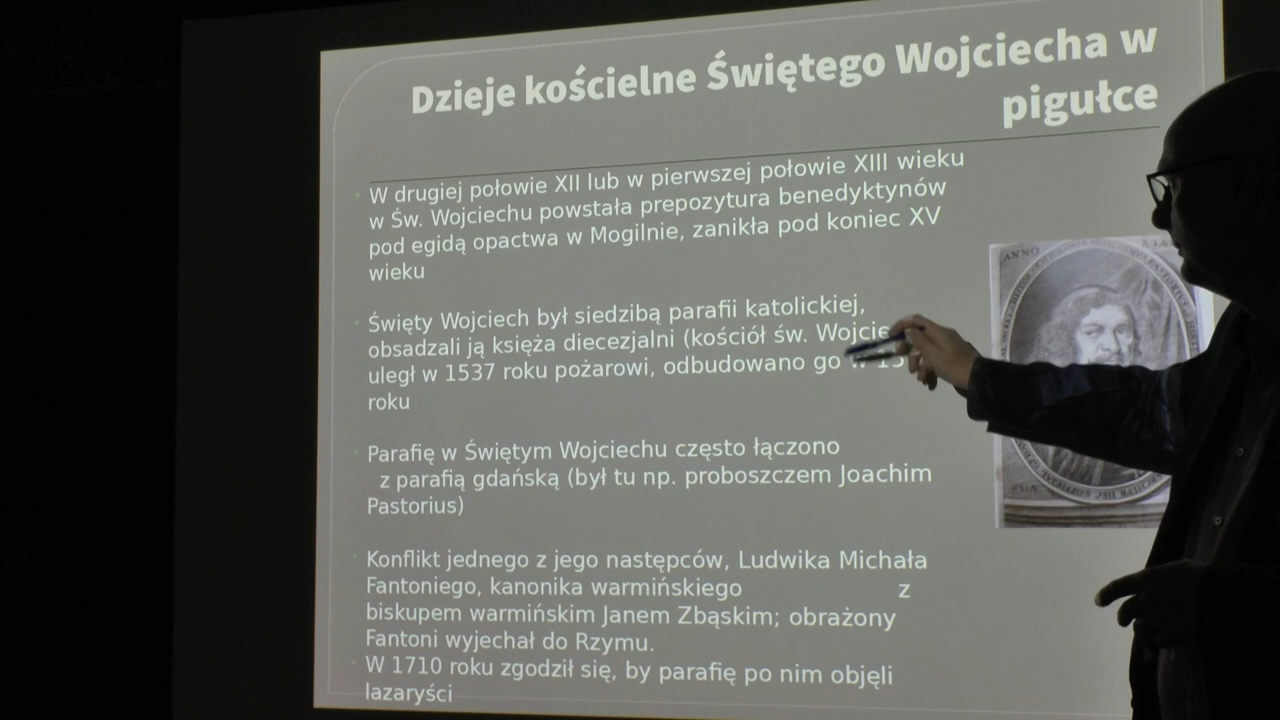 Dzieje kościelne Świętego Wojciecha w
pigułce
W drugiej połowie XII lub w pierwszej połowie XIII wieku
w Św. Wojciechu powstała prepozytura benedyktynów
pod egidą opactwa w Mogilnie, zanikła pod koniec XV
wieku
Święty Wojciech był siedzibą parafii katolickiej,
obsadzali ją księża diecezjalni (kościół św.
uległ w 1537 roku pożarowi, odbudowano go w
roku
Parafię w Świętym Wojciechu często łączono
z parafią gdańską (był tu np. proboszczem Joachim
Pastorius)
Konflikt jednego z jego następców, Ludwika Michała
Fantoniego, kanonika warmińskiego z
biskupem warmińskim Janem Zbąskim; obrażony
Fantoni wyjechał do Rzymu.
W 1710 roku zgodził się, by parafię po nim objęli
lazaryści
ANNO